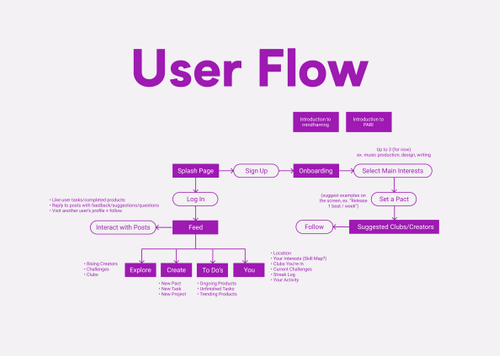 User Flow
Introduction to
mindframing
Introduction to
PARI
Up to 3 (for now)
ex. music production, design, writing
Splash Page
Sign Up
Onboarding
Select Main Interests
Log In
(suggest examples on
the screen, ex. "Release
1 beat / week")
Set a Pact
• Like user tasks/completed products
• Reply to posts with feedback/suggestions/questions
• Visit another user's profile + follow
Interact with Posts
Feed
Follow
Suggested Clubs/Creators
• Rising Creators
• Challenges
• Clubs
Explore
Create
To Do's
You
• Location
• Your Interests (Skill Map?)
• Clubs You're In
• Current Challenges
• Streak Log
• Your Activity
• New Pact
• New Task
• New Project
• Ongoing Products
• Unfinished Tasks
• Trending Products